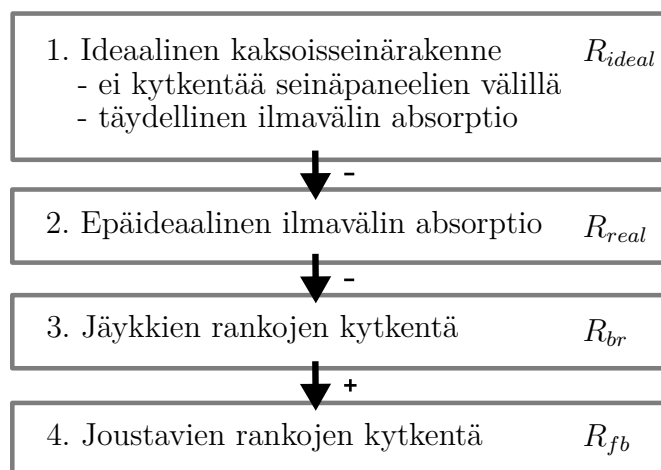 1. Ideaalinen kaksoisseinärakenne R_ideal
- ei kytkentää seinäpaneelien välillä
- täydellinen ilmavälin absorptio
-
2. Epäideaalinen ilmavälin absorptio R_real
-
3. Jäykkien rankojen kytkentä R_br
+
4. Joustavien rankojen kytkentä R_fb